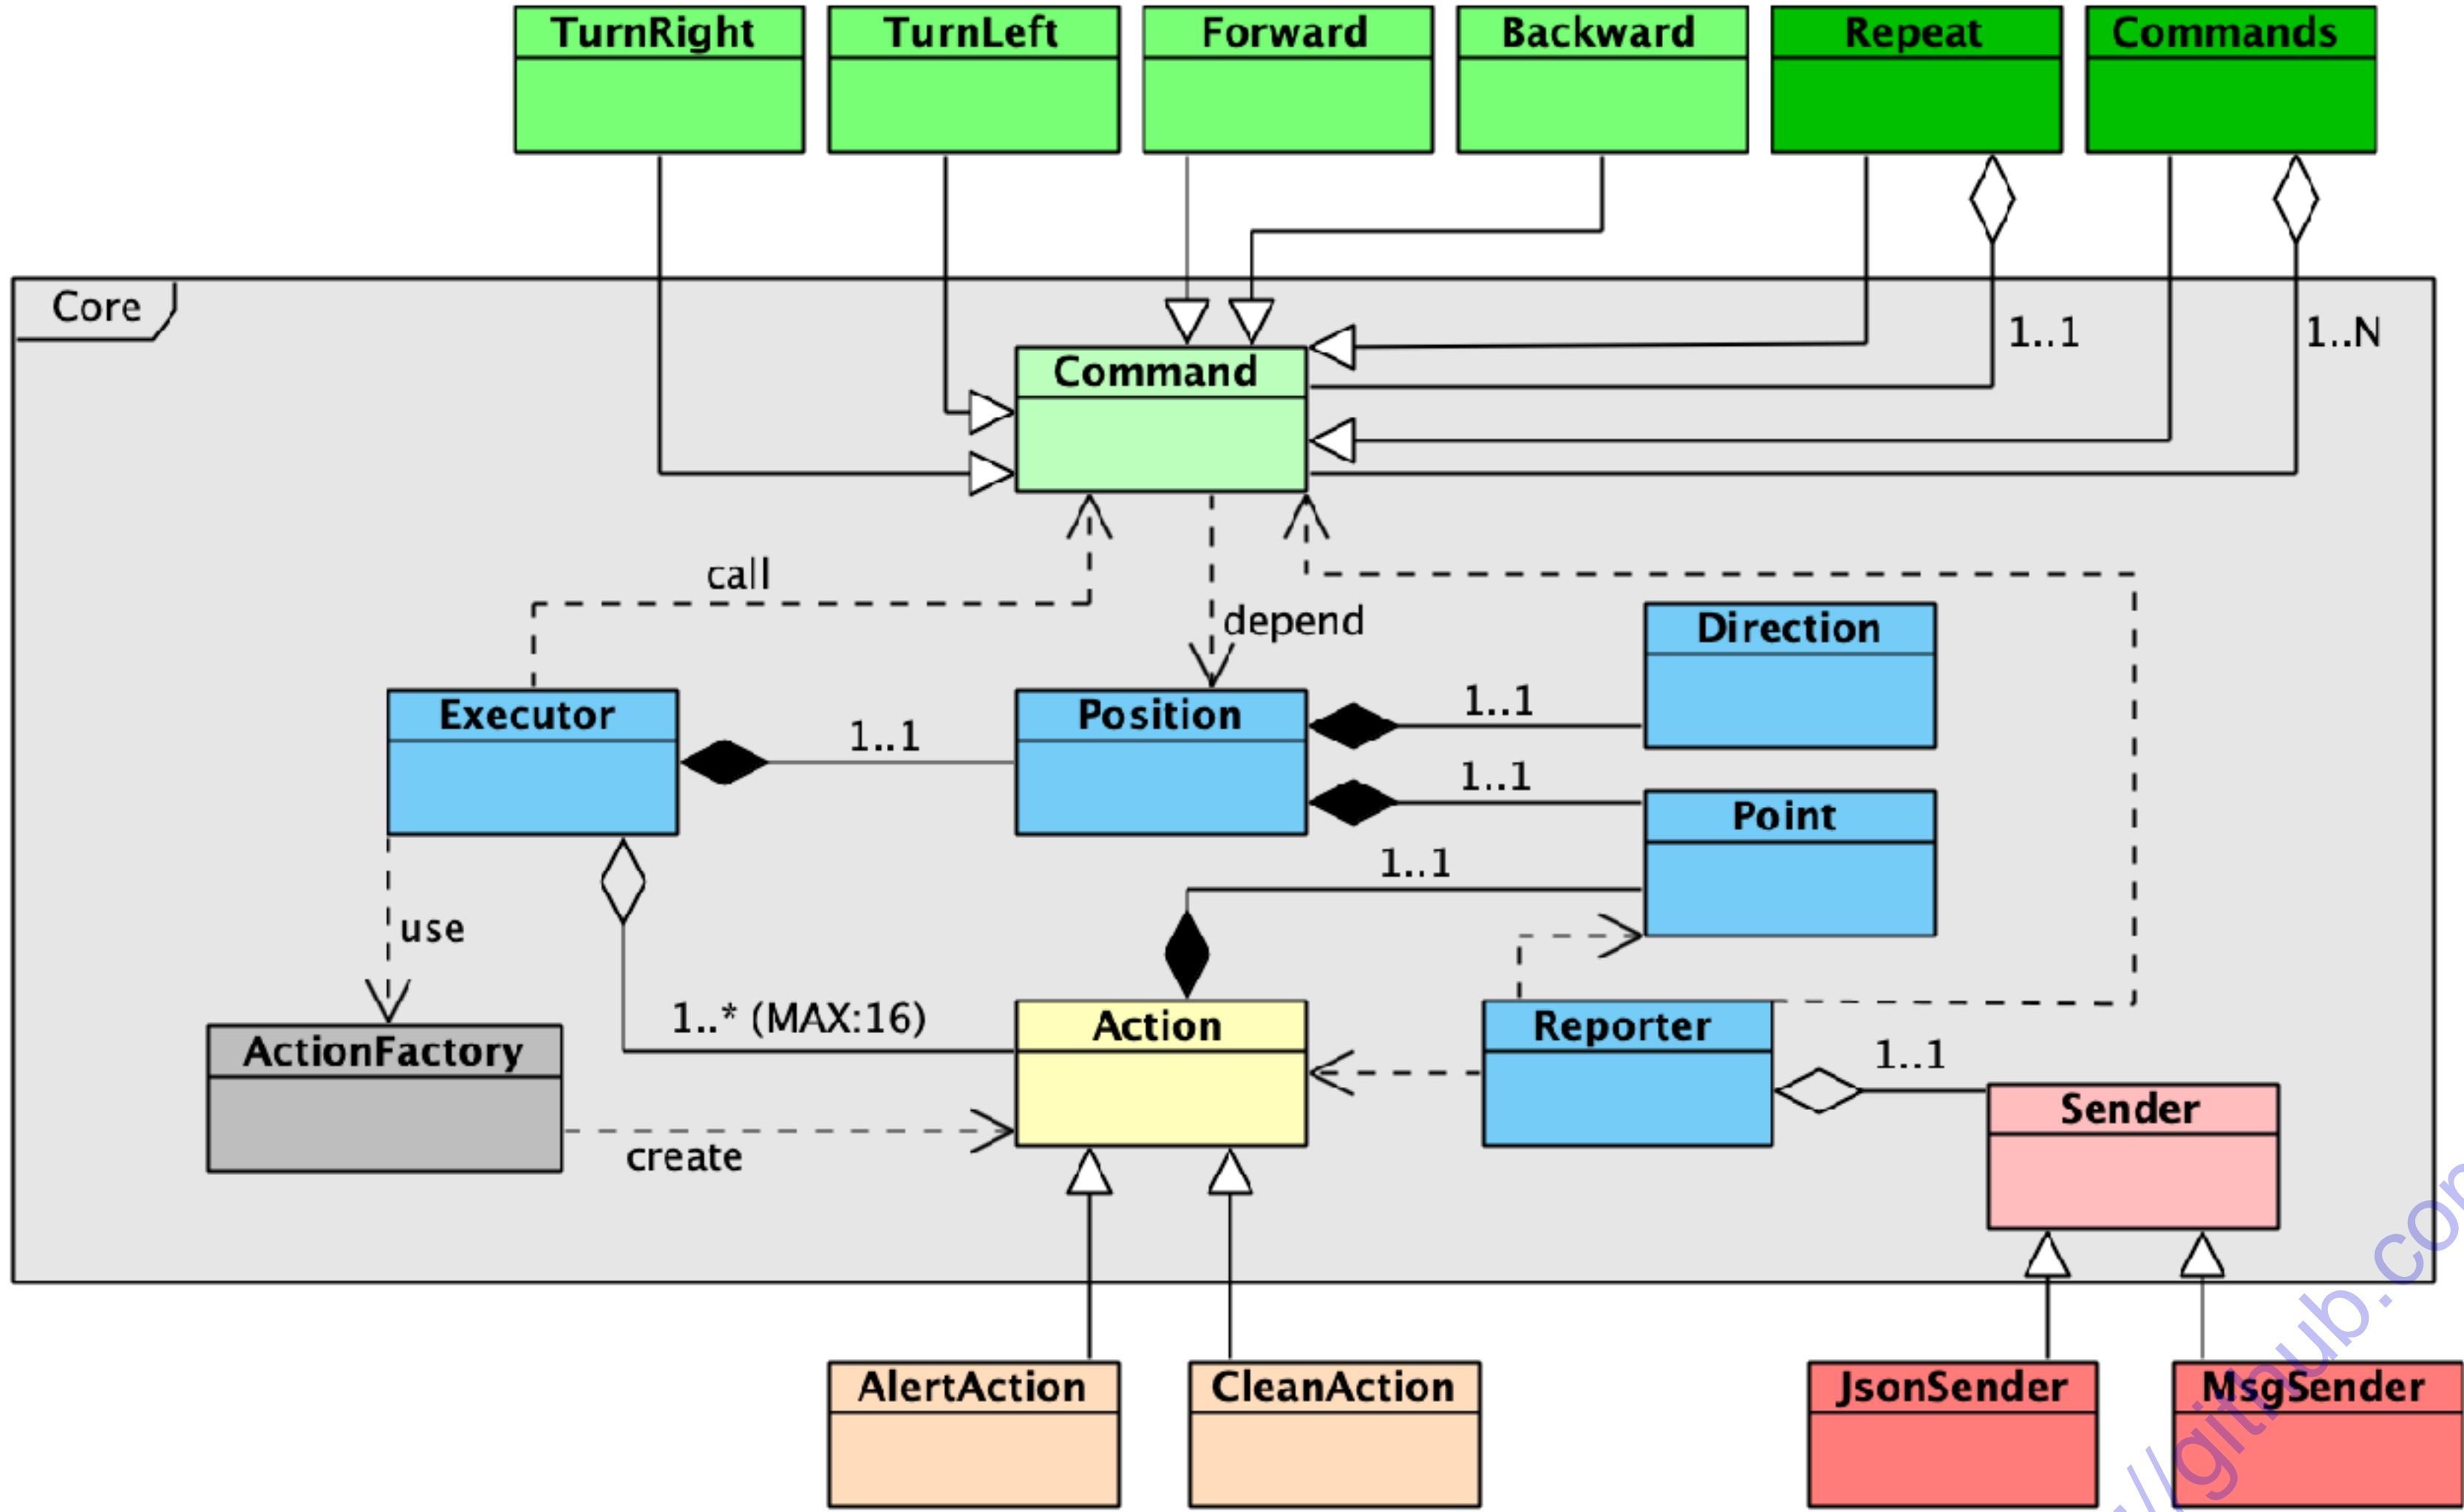 TurnRight
TurnLeft
Forward
Backward
Repeat
Commands
Core
1..1
1..N
Command
call
depend
Direction
Executor
1..1
Position
1..1
1..1
Point
1..1
use
1..* (MAX:16)
Action
Reporter
1..1
ActionFactory
Sender
create
AlertAction
CleanAction
JsonSender
MsgSender
//github.com